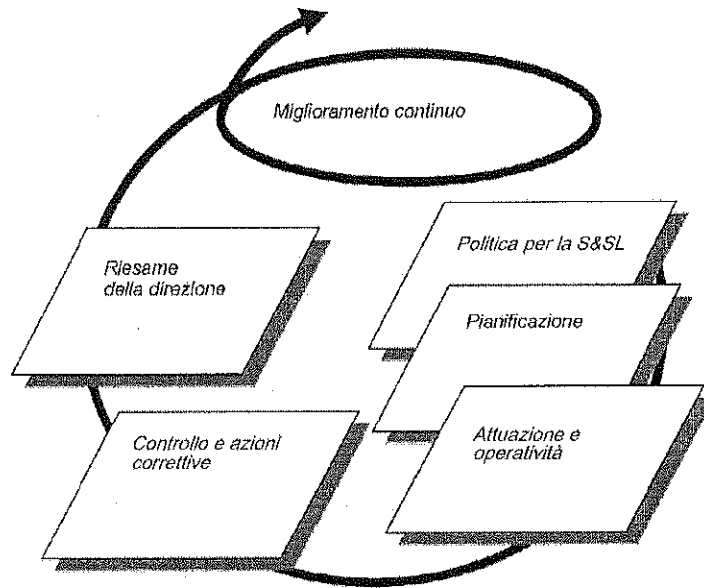 Miglioramento continuo
Politica per la S&SL
Riesame
della direzione
Pianificazione
Attuazione e
operatività
Controllo e azioni
correttive